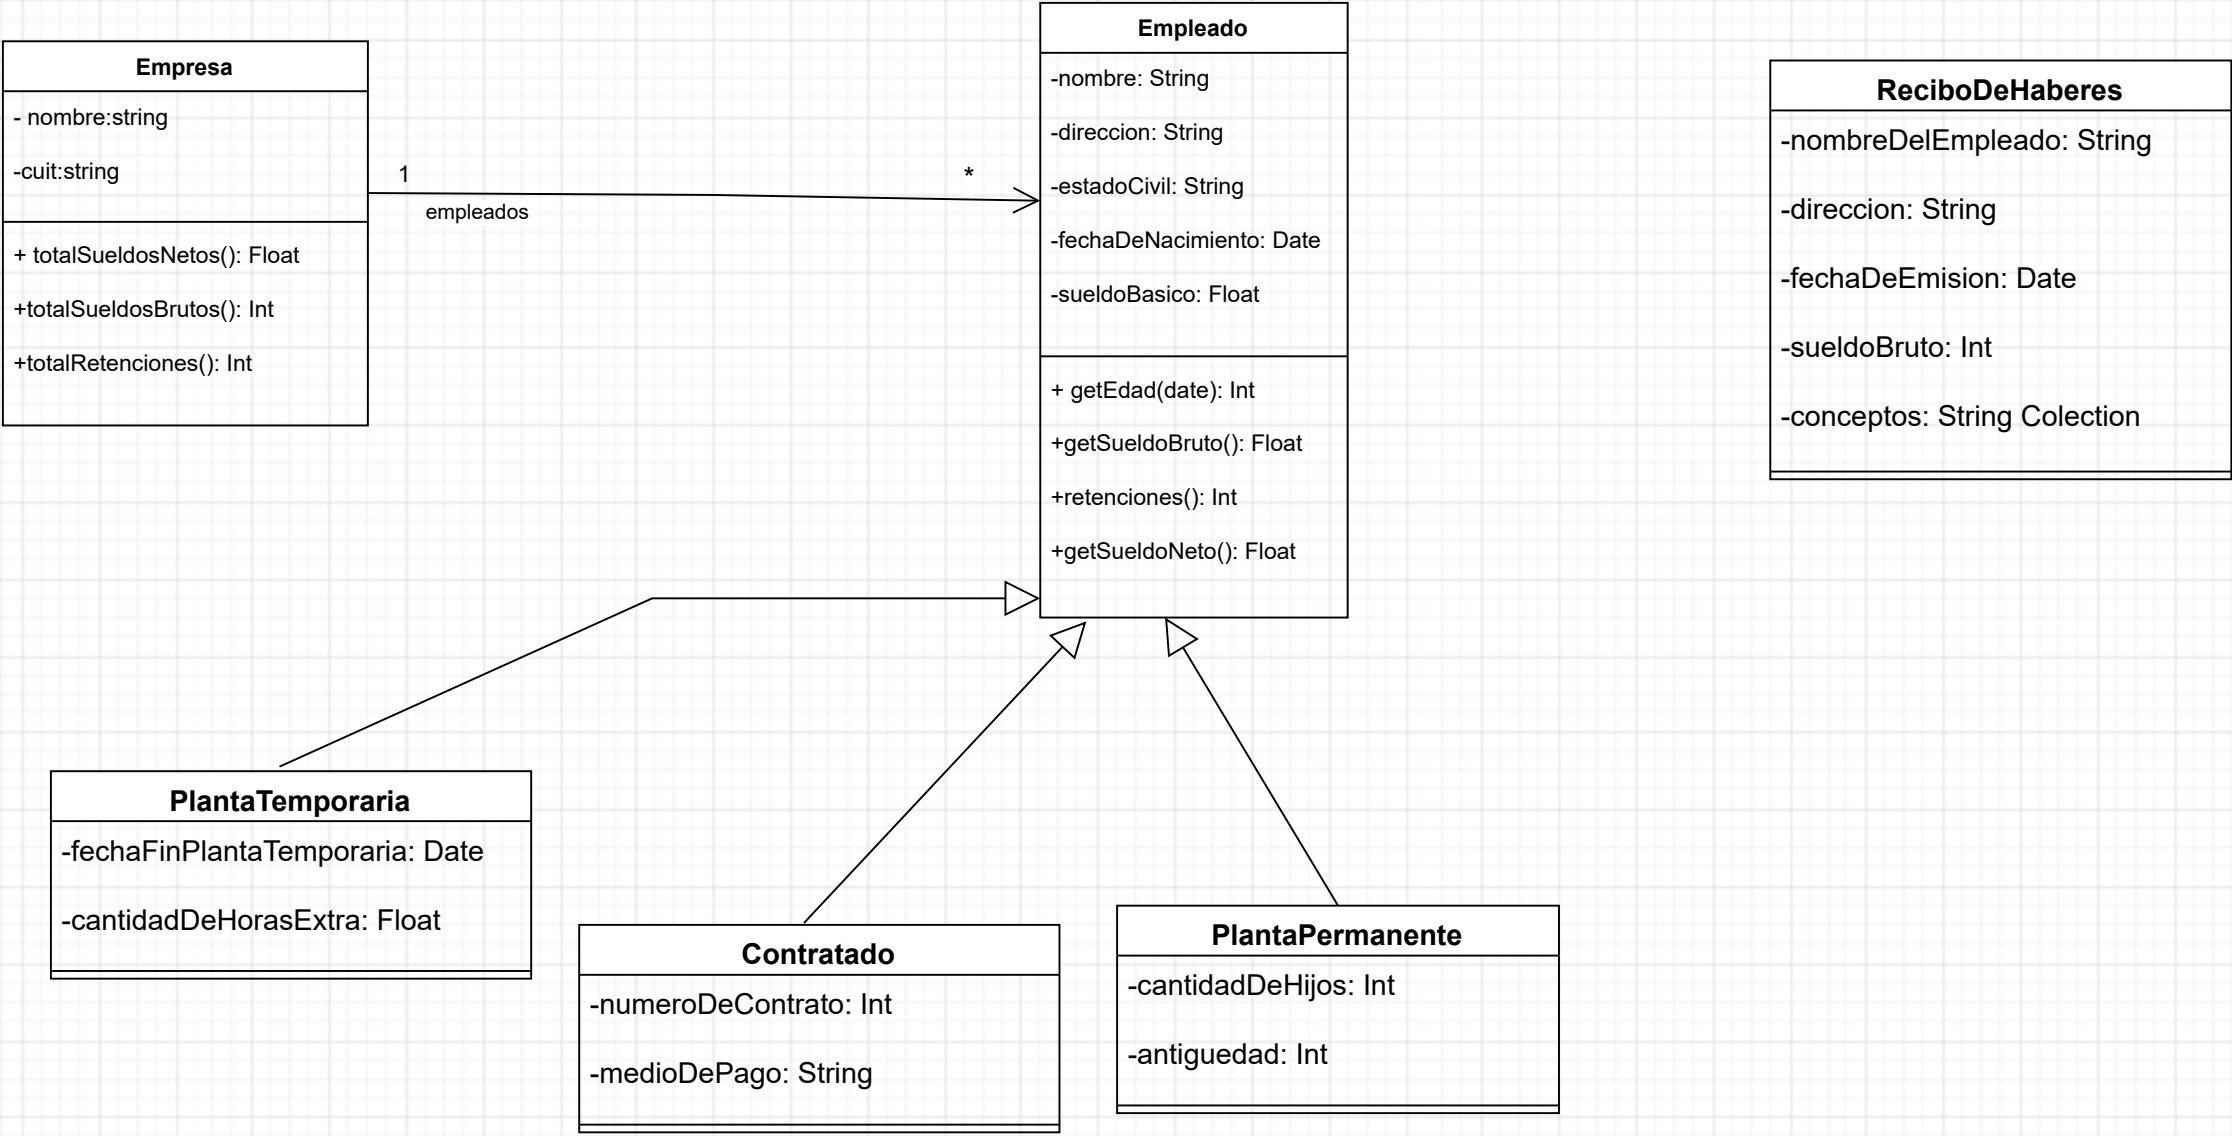 Empresa
- nombre:string
-cuit:string
+ totalSueldosNetos(): Float
+totalSueldosBrutos(): Int
+totalRetenciones(): Int
1
*
empleados
Empleado
-nombre: String
-direccion: String
-estadoCivil: String
-fechaDeNacimiento: Date
-sueldoBasico: Float
+ getEdad(date): Int
+getSueldoBruto(): Float
+retenciones(): Int
+getSueldoNeto(): Float
ReciboDeHaberes
-nombreDelEmpleado: String
-direccion: String
-fechaDeEmision: Date
-sueldoBruto: Int
-conceptos: String Colection
PlantaTemporaria
-fechaFinPlantaTemporaria: Date
-cantidadDeHorasExtra: Float
Contratado
-numeroDeContrato: Int
-medioDePago: String
PlantaPermanente
-cantidadDeHijos: Int
-antiguedad: Int